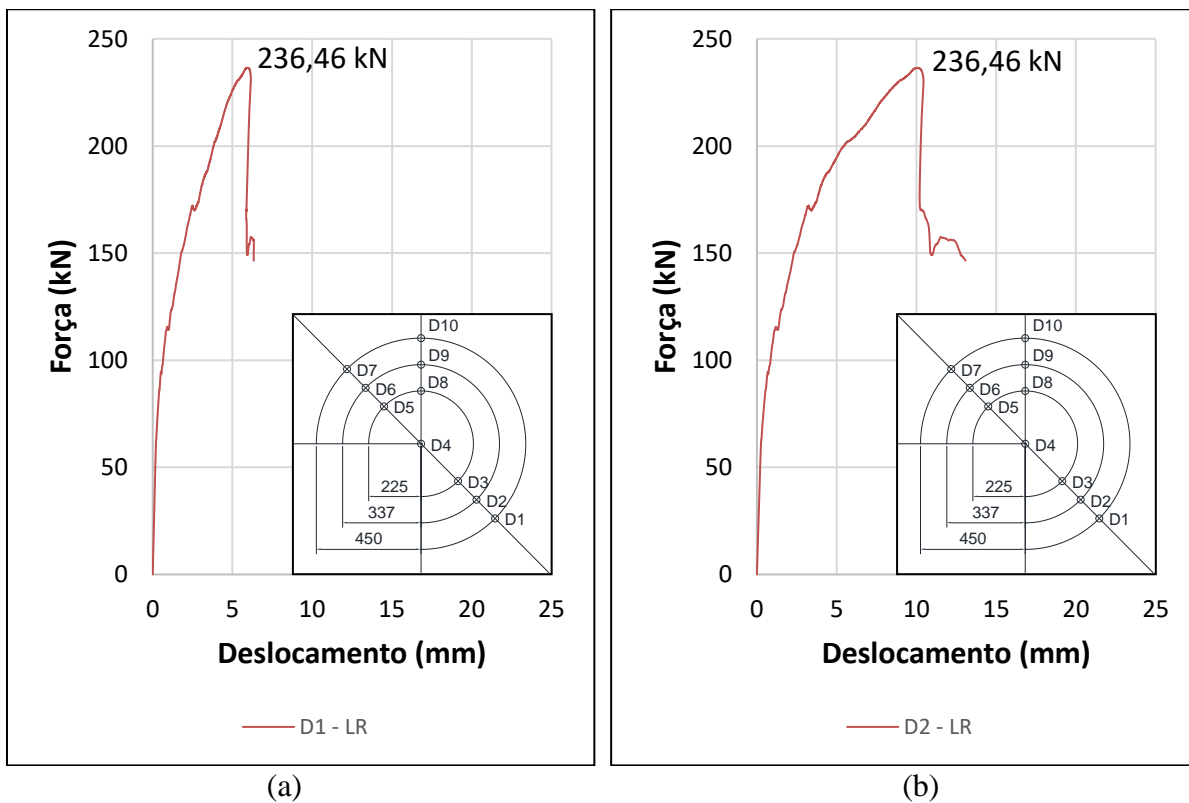 250
236,46 kN
200
150
100
50
0
Força (kN)
D10
D9
D8
D7
D6
D5
D4
D3
D2
D1
225
337
450
0 5 10 15 20 25
Deslocamento (mm)
D1 - LR
(a)
250
236,46 kN
200
150
100
50
0
Força (kN)
D10
D9
D8
D7
D6
D5
D4
D3
D2
D1
225
337
450
0 5 10 15 20 25
Deslocamento (mm)
D2 - LR
(b)